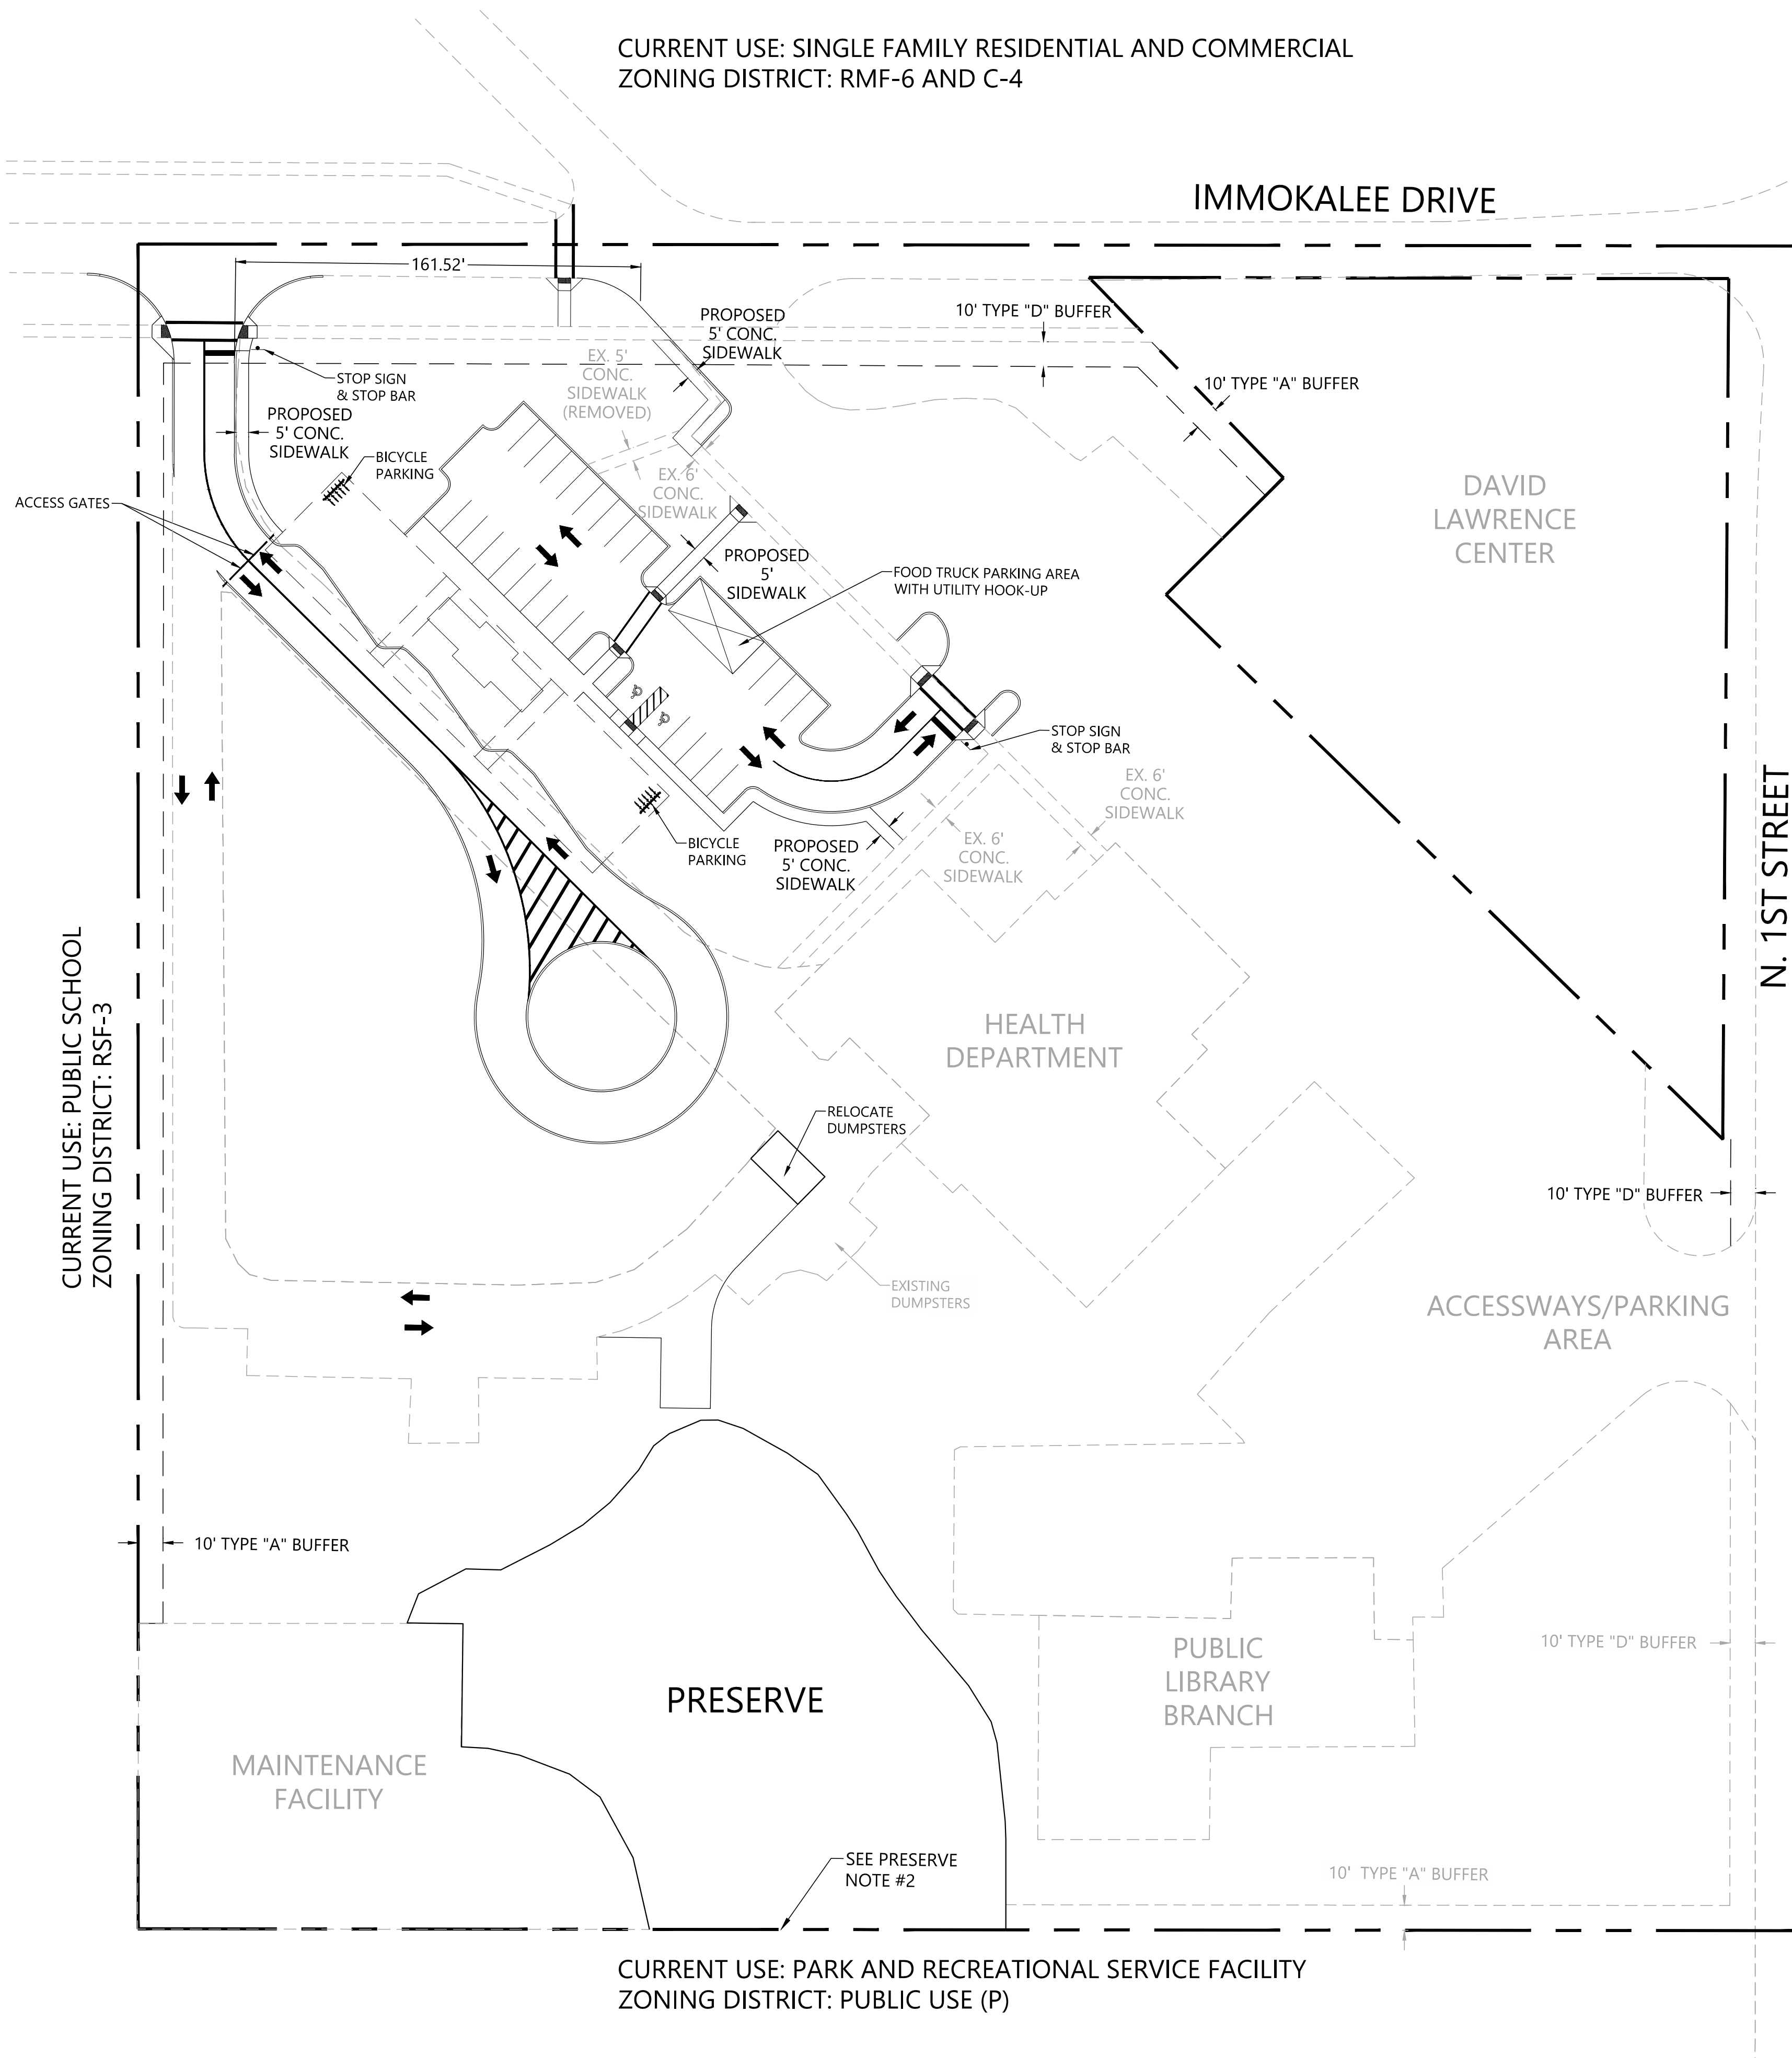 CURRENT USE: SINGLE FAMILY RESIDENTIAL AND COMMERCIAL
ZONING DISTRICT: RMF-6 AND C-4
IMMOKALEE DRIVE
161.52'
PROPOSED
5' CONC.
SIDEWALK
10' TYPE "D" BUFFER
EX. 5'
CONC.
SIDEWALK
(REMOVED)
STOP SIGN
& STOP BAR
10' TYPE "A" BUFFER
PROPOSED
5' CONC.
SIDEWALK
BICYCLE
PARKING
ACCESS GATES
EX. 6'
CONC.
SIDEWALK
DAVID
LAWRENCE
CENTER
PROPOSED
5'
SIDEWALK
FOOD TRUCK PARKING AREA
WITH UTILITY HOOK-UP
STOP SIGN
& STOP BAR
EX. 6'
CONC.
SIDEWALK
N. 1ST STREET
BICYCLE
PARKING
PROPOSED
5' CONC.
SIDEWALK
EX. 6'
CONC.
SIDEWALK
CURRENT USE: PUBLIC SCHOOL
ZONING DISTRICT: RSF-3
HEALTH
DEPARTMENT
RELOCATE
DUMPSTERS
10' TYPE "D" BUFFER
EXISTING
DUMPSTERS
ACCESSWAYS/PARKING
AREA
10' TYPE "A" BUFFER
PUBLIC
LIBRARY
BRANCH
10' TYPE "D" BUFFER
PRESERVE
MAINTENANCE
FACILITY
SEE PRESERVE
NOTE #2
10' TYPE "A" BUFFER
CURRENT USE: PARK AND RECREATIONAL SERVICE FACILITY
ZONING DISTRICT: PUBLIC USE (P)